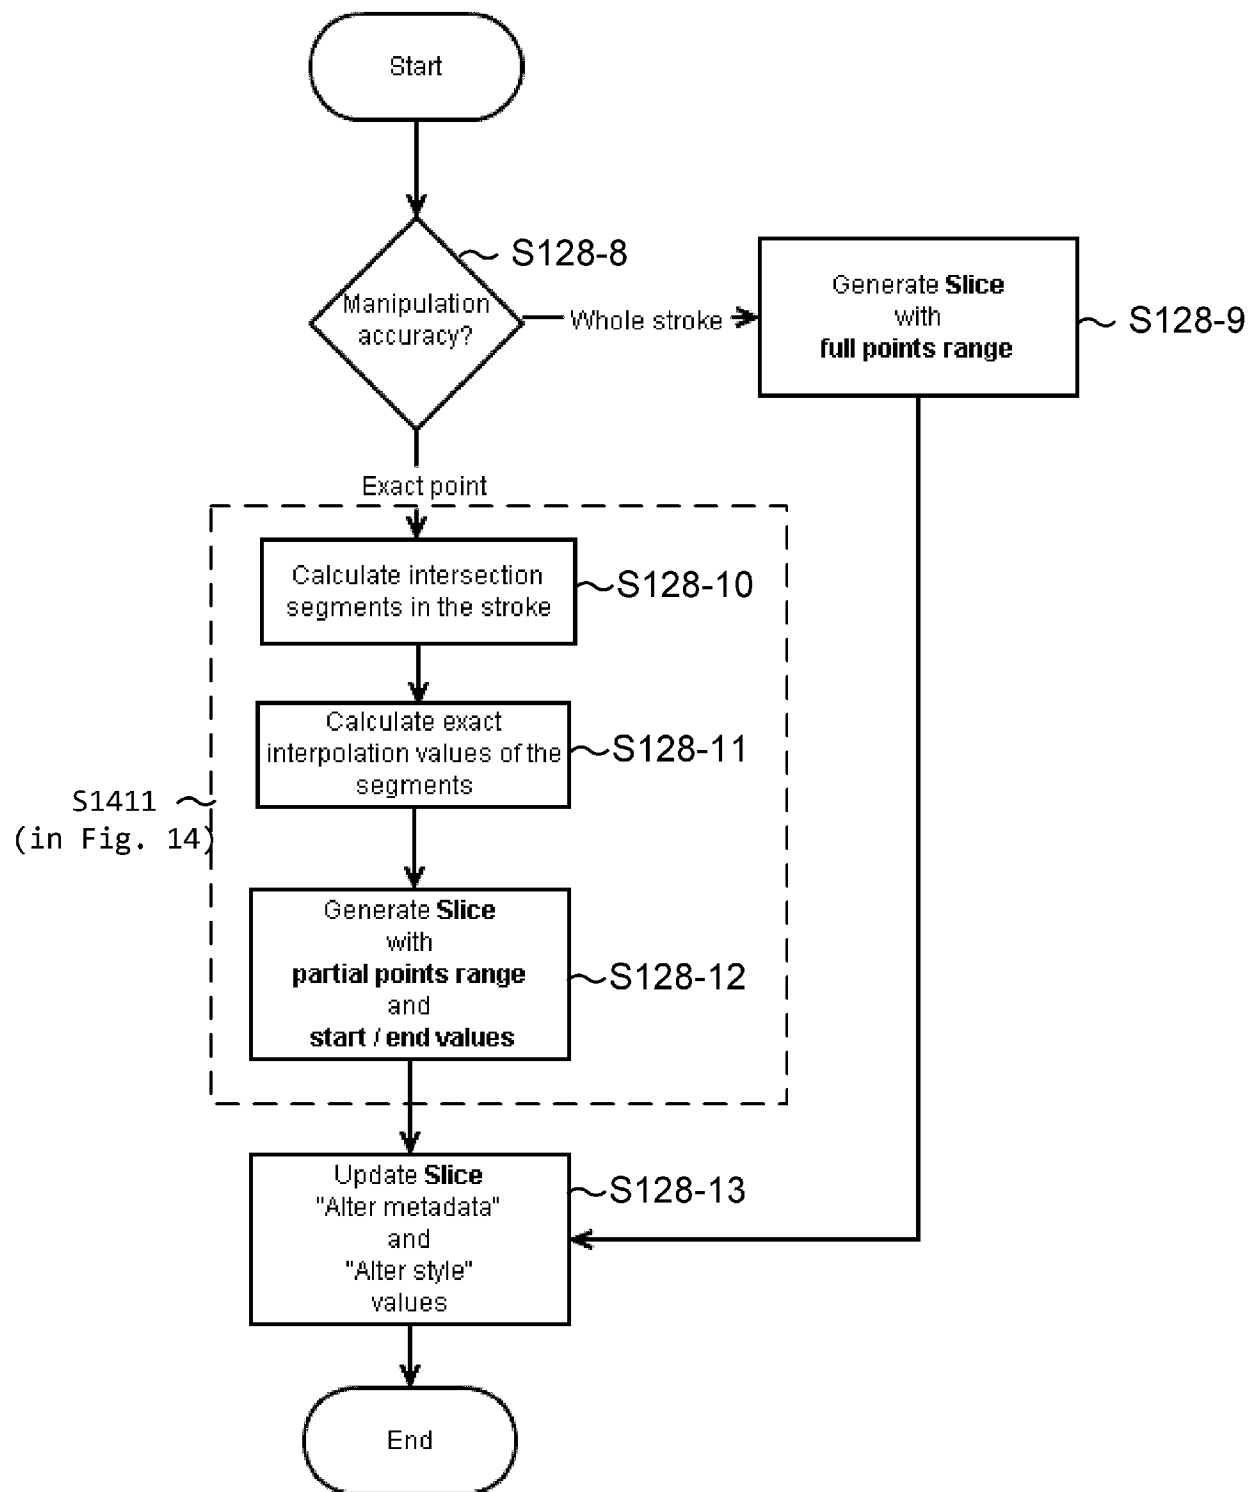 Start
S128-8
Manipulation
accuracy?
Whole stroke
Generate Slice
with
full points range
S128-9
Exact point
Calculate intersection
segments in the stroke
S128-10
Calculate exact
interpolation values of the
segments
S128-11
S1411
(in Fig. 14)
Generate Slice
with
partial points range
and
start / end values
S128-12
Update Slice
"Alter metadata"
and
"Alter style"
values
S128-13
End